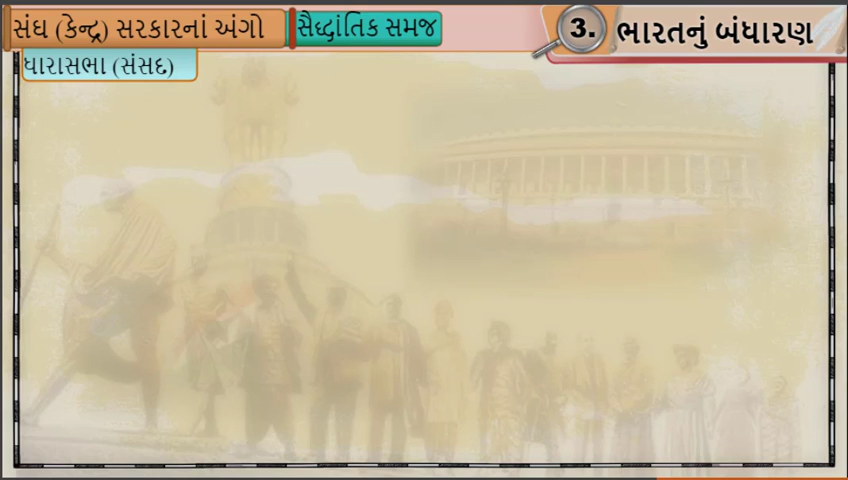 સંઘ (કેન્દ્ર) સરકારનાં અંગો
સૈદ્ધાંતિક સમજ
3. ભારતનું બંધારણ
ધારાસભા (સંસદ)